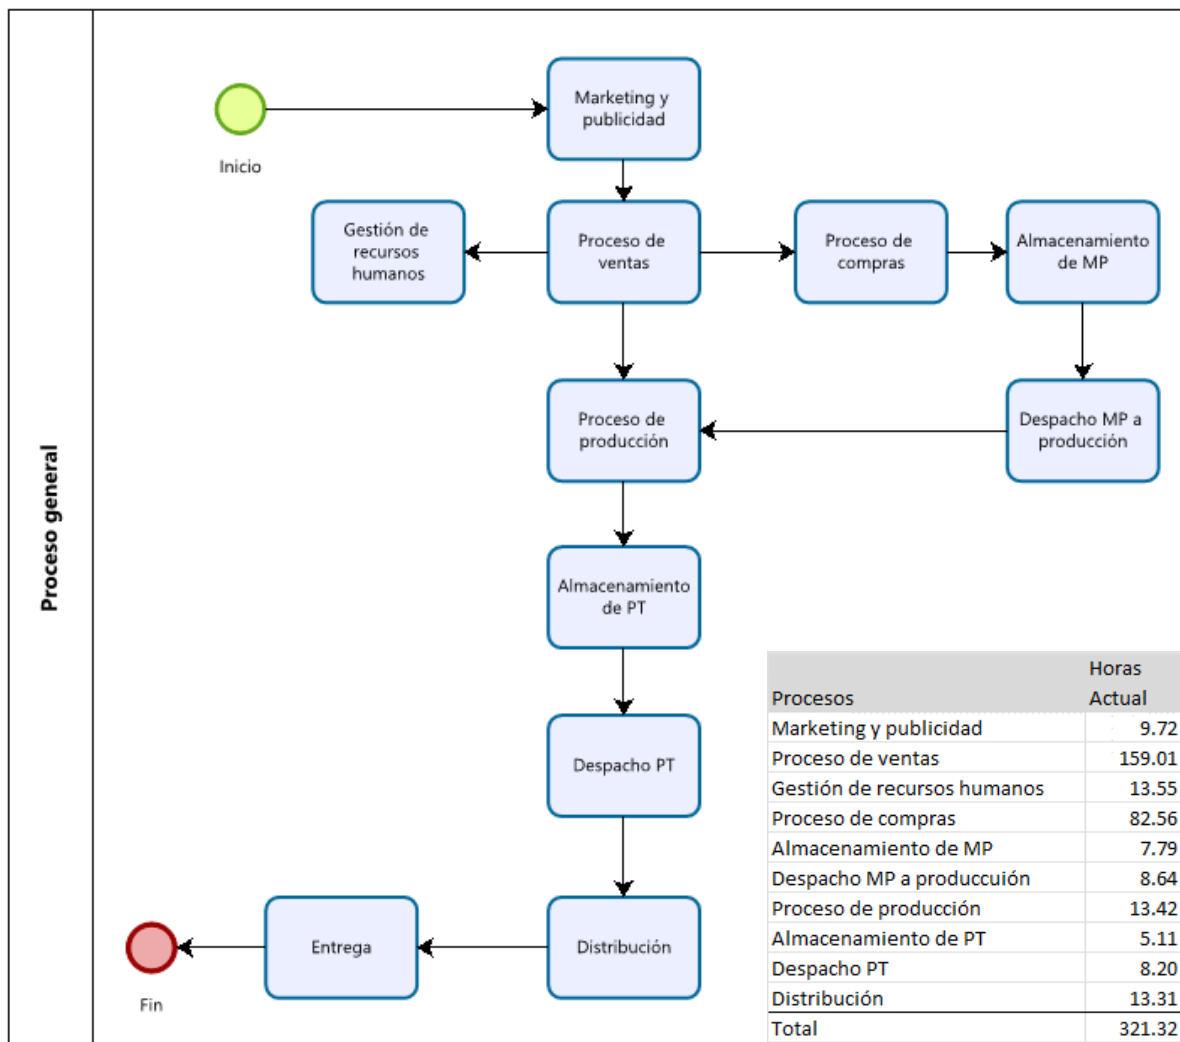 Proceso general
Inicio
Marketing y
publicidad
Gestión de
recursos
humanos
Proceso de
ventas
Proceso de
compras
Almacenamiento
de MP
Proceso de
producción
Despacho MP a
producción
Almacenamiento
de PT
Despacho PT
Distribución
Entrega
Fin
Procesos Horas
Actual
Marketing y publicidad 9.72
Proceso de ventas 159.01
Gestión de recursos humanos 13.55
Proceso de compras 82.56
Almacenamiento de MP 7.79
Despacho MP a produccuión 8.64
Proceso de producción 13.42
Almacenamiento de PT 5.11
Despacho PT 8.20
Distribución 13.31
Total 321.32